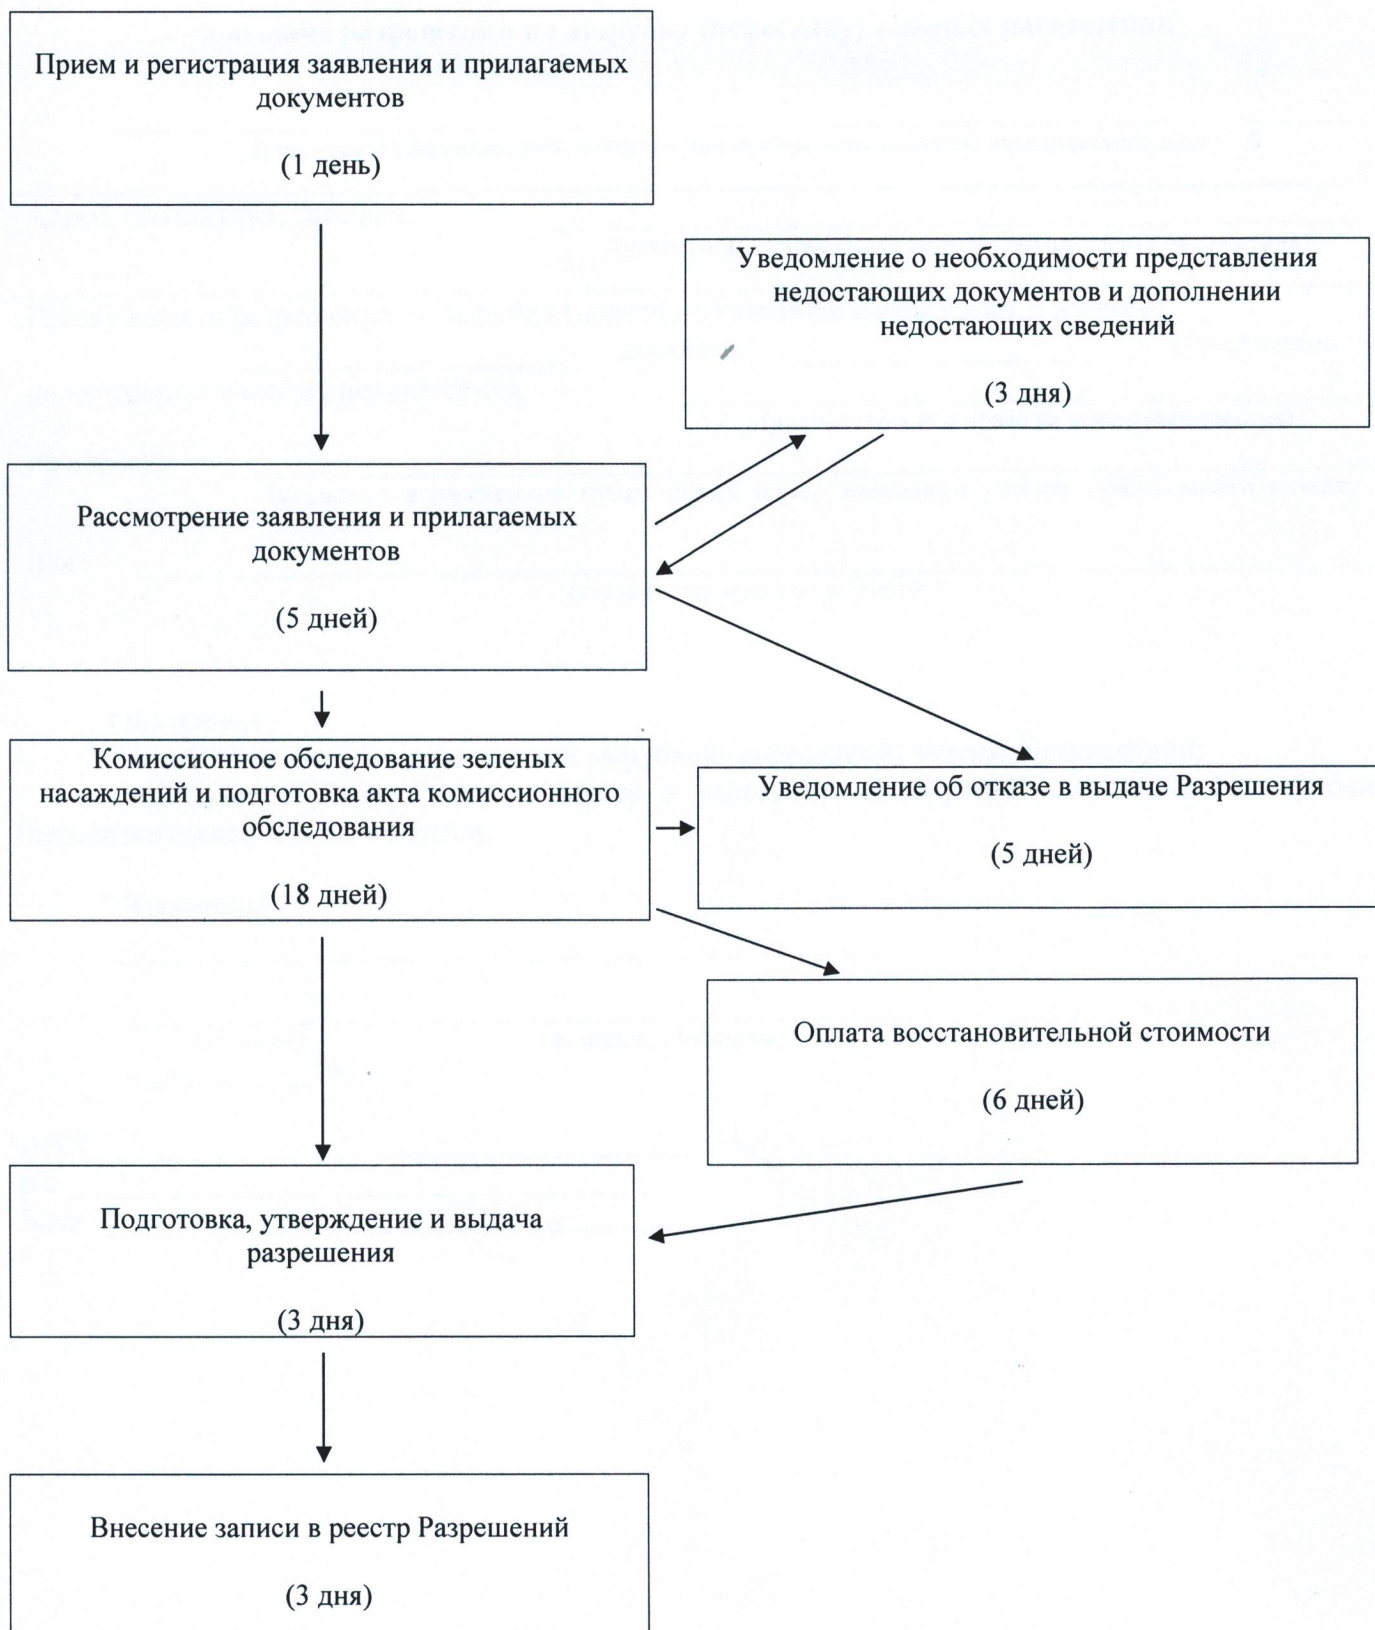 Прием и регистрация заявления и прилагаемых
документов
(1 день)
Уведомление о необходимости представления
недостающих документов и дополнении
недостающих сведений
(3 дня)
Рассмотрение заявления и прилагаемых
документов
(5 дней)
Комиссионное обследование зеленых
насаждений и подготовка акта комиссионного
обследования
(18 дней)
Уведомление об отказе в выдаче Разрешения
(5 дней)
Оплата восстановительной стоимости
(6 дней)
Подготовка, утверждение и выдача
разрешения
(3 дня)
Внесение записи в реестр Разрешений
(3 дня)